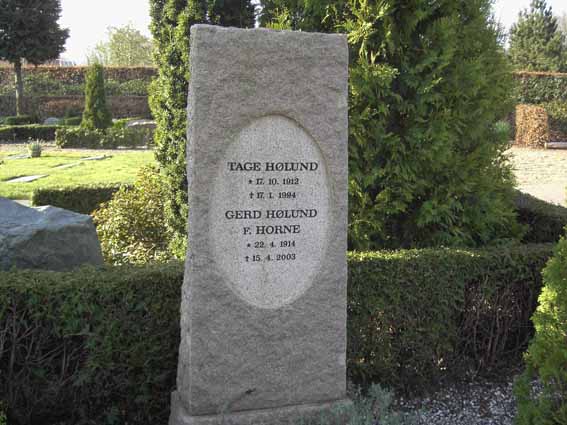 TAGE HØLUND
* 17. 10. 1912
† 17. 1. 1994
GERD HØLUND
F. HORNE
* 22. 4. 1914
† 15. 4. 2003